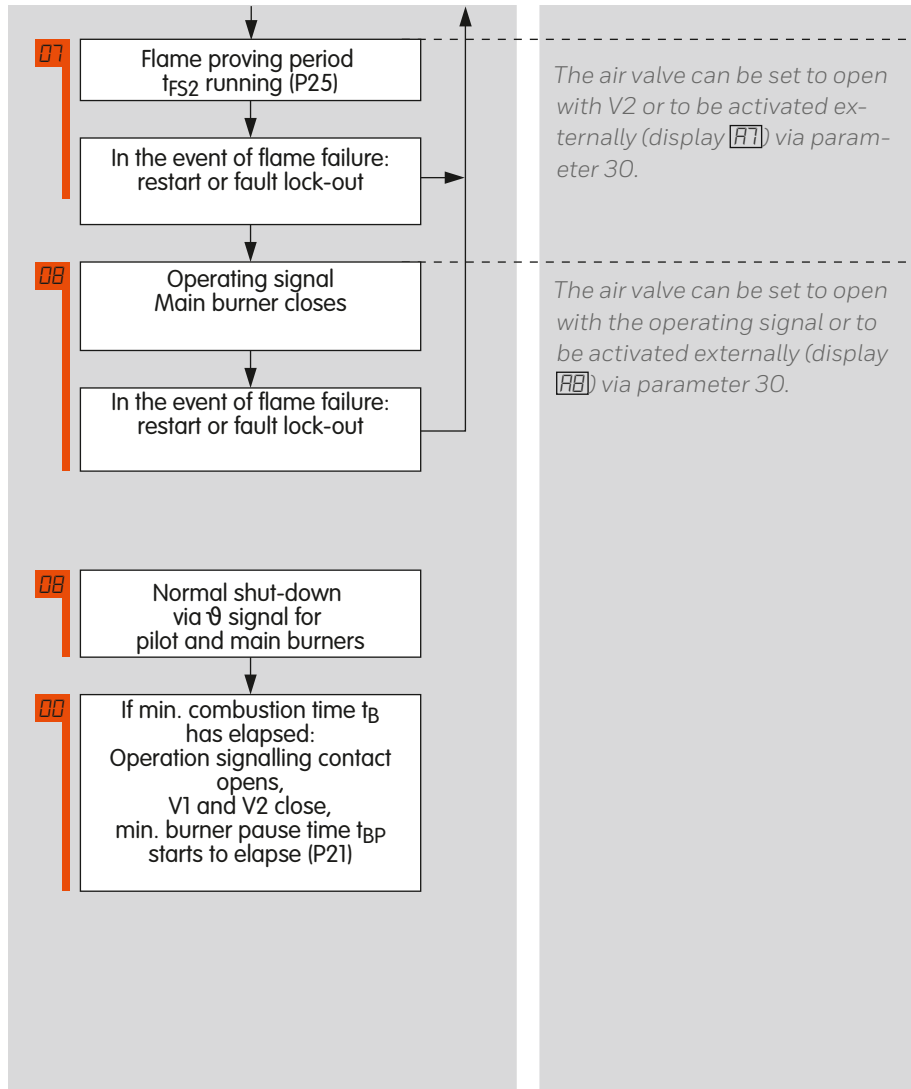 07
Flame proving period
tFS2 running (P25)
In the event of flame failure:
restart or fault lock-out
The air valve can be set to open
with V2 or to be activated ex-
ternally (display A7) via param-
eter 30.
08
Operating signal
Main burner closes
In the event of flame failure:
restart or fault lock-out
The air valve can be set to open
with the operating signal or to
be activated externally (display
A8) via parameter 30.
08
Normal shut-down
via ϑ signal for
pilot and main burners
00
If min. combustion time tB
has elapsed:
Operation signalling contact
opens,
V1 and V2 close,
min. burner pause time tBP
starts to elapse (P21)